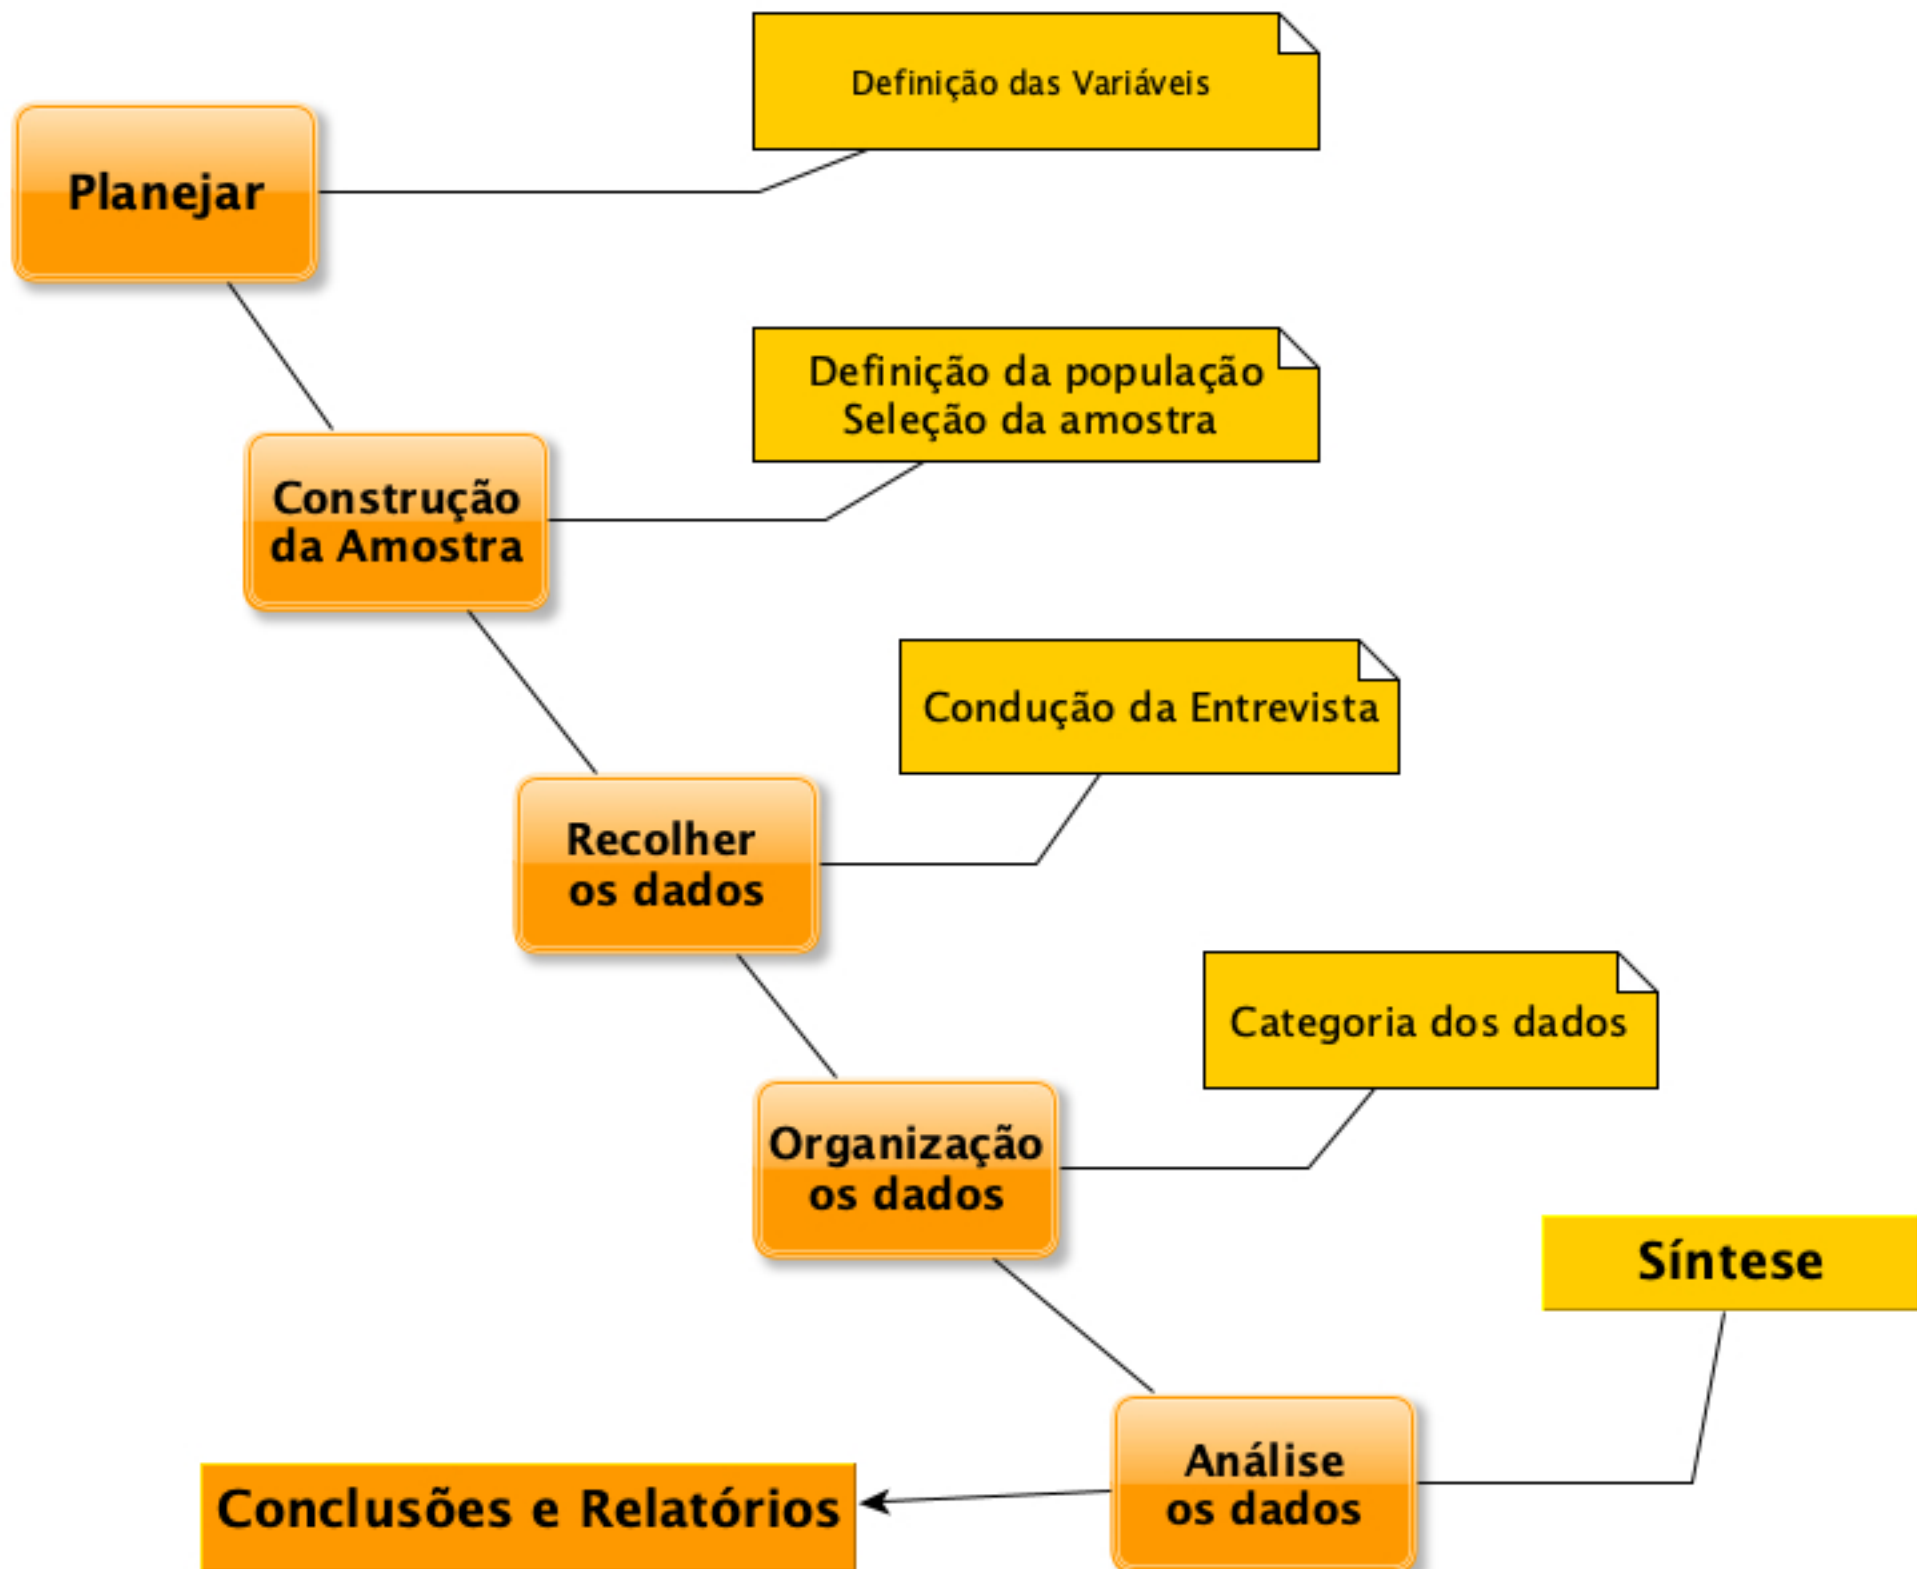 Definição das Variáveis
Planejar
Definição da população
Seleção da amostra
Construção
da Amostra
Condução da Entrevista
Recolher
os dados
Categoria dos dados
Organização
os dados
Síntese
Análise
os dados
Conclusões e Relatórios